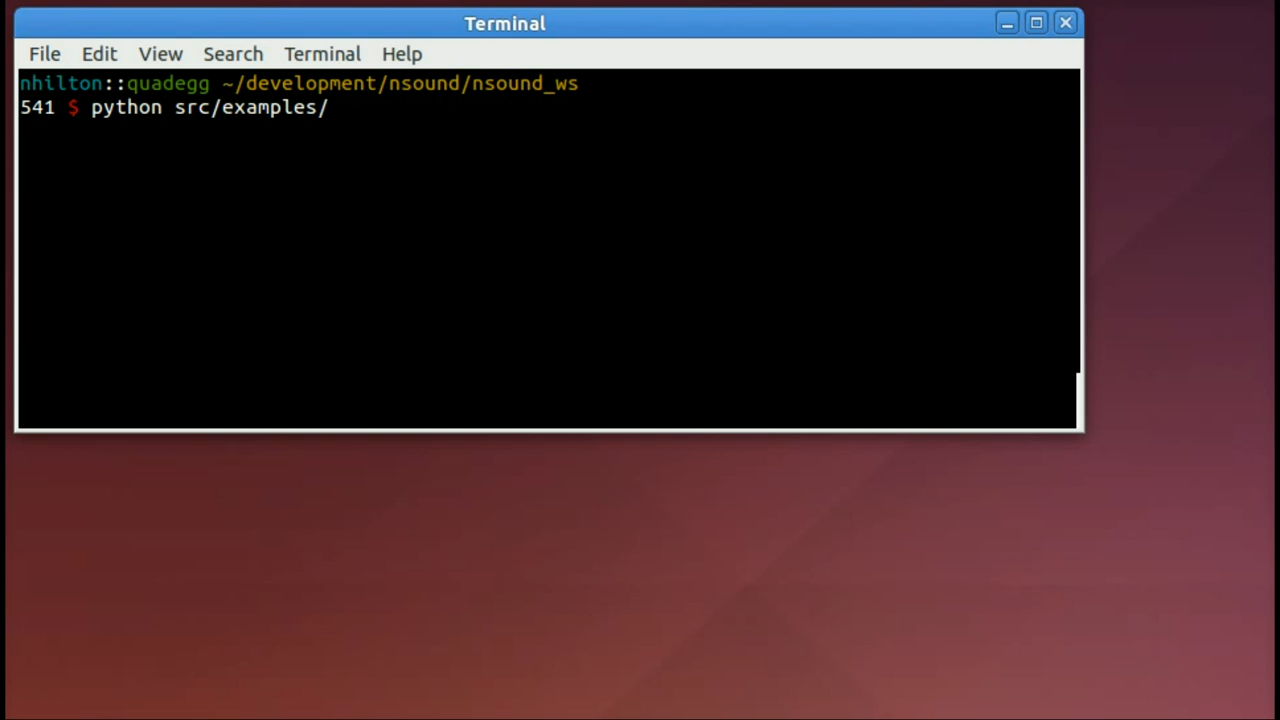 Terminal
File Edit View Search Terminal Help
nhilton::quadegg ~/development/nsound/nsound_ws
541 $ python src/examples/